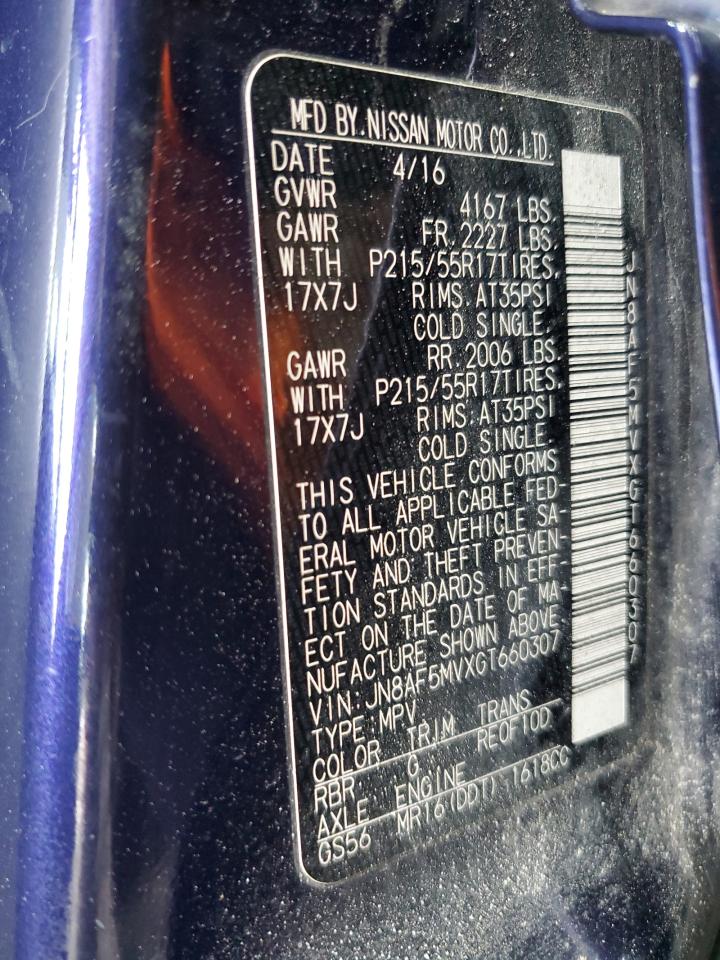 MFD BY.NISSAN MOTOR CO.,LTD.
DATE 4/16
GVWR 4167 LBS.
GAWR FR.2227 LBS.
WITH P215/55R17TIRES,
17X7J RIMS.AT35PSI
COLD SINGLE.
GAWR RR 2006 LBS.
WITH P215/55R17TIRES,
17X7J RIMS AT35PSI
COLD SINGLE.
THIS VEHICLE CONFORMS
TO ALL APPLICABLE FED-
ERAL MOTOR VEHICLE SA-
FETY AND THEFT PREVEN-
TION STANDARDS IN EFF-
ECT ON THE DATE OF MA-
NUFACTURE SHOWN ABOVE
VIN:JN8AF5MVXGT660307
TYPE:MPV
COLOR TRIM TRANS
RBR G REOF10D
AXLE ENGINE
GS56 MR16(DDT) 1618CC
JN8AF5MVXGT660307